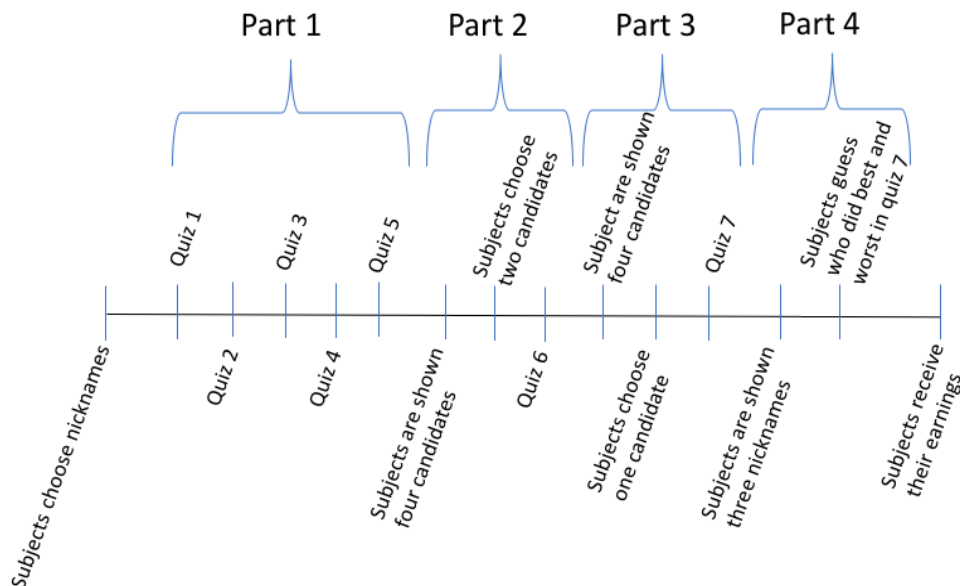 Part 1
Part 2
Part 3
Part 4
Quiz 1
Quiz 3
Quiz 5
Subjects choose
two candidates
Subject are shown
four candidates
Quiz 7
Subjects guess
who did best and
worst in quiz 7
Subjects choose nicknames
Quiz 2
Quiz 4
Subjects are shown
four candidates
Quiz 6
Subjects choose
one candidate
Subjects are shown
three nicknames
Subjects receive
their earnings